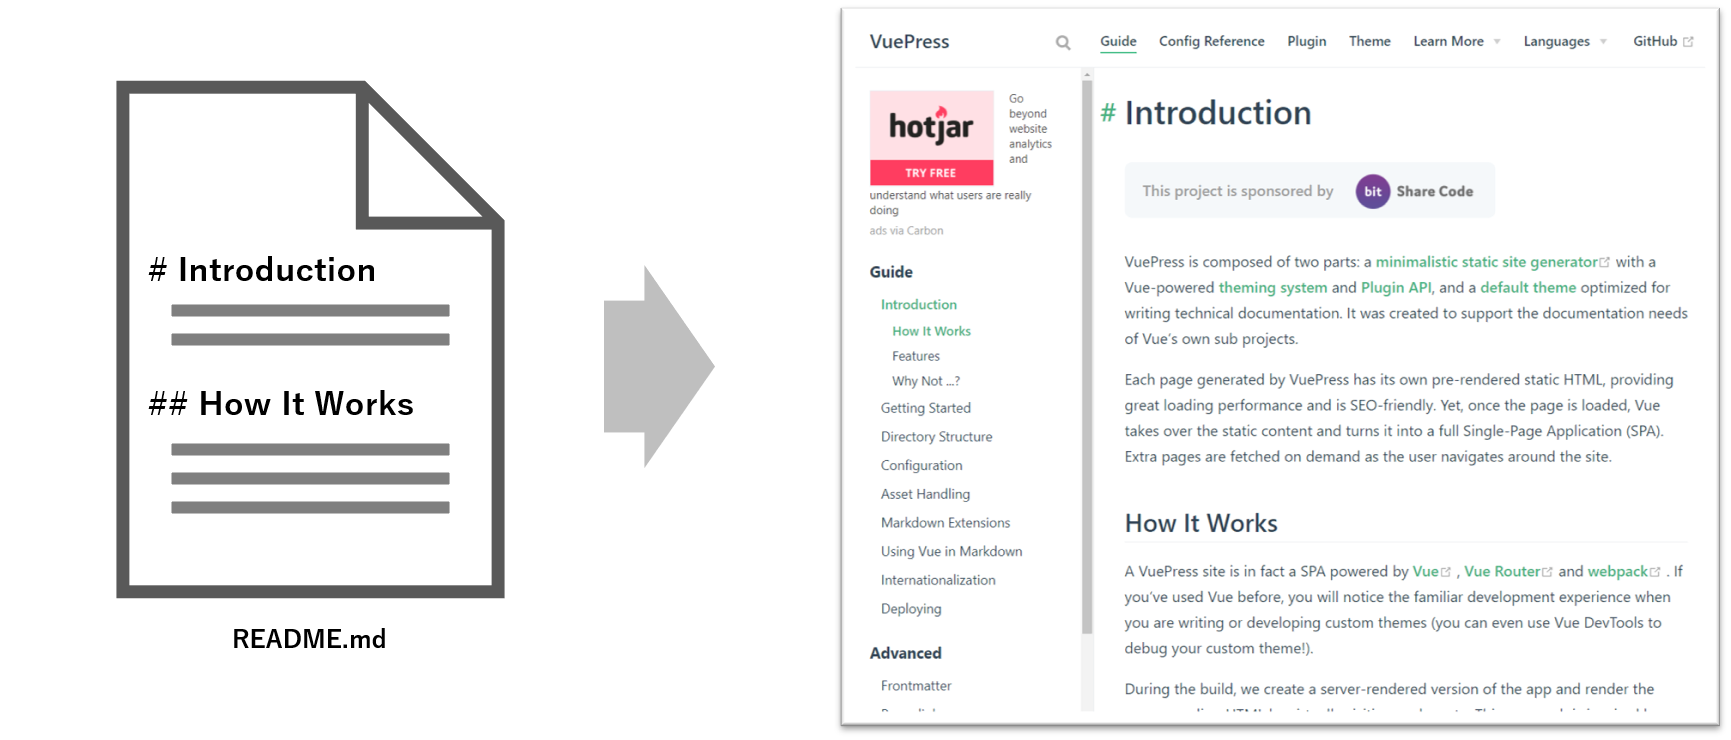 # Introduction
## How It Works
README.md
VuePress
Guide
Config Reference
Plugin
Theme
Learn More
Languages
GitHub
hotjar
TRY FREE
Go
beyond
website
analytics
and
understand what users are really
doing
ads via Carbon
Guide
Introduction
How It Works
Features
Why Not ...?
Getting Started
Directory Structure
Configuration
Asset Handling
Markdown Extensions
Using Vue in Markdown
Internationalization
Deploying
Advanced
Frontmatter
# Introduction
This project is sponsored by bit Share Code
VuePress is composed of two parts: a minimalistic static site generator with a
Vue-powered theming system and Plugin API, and a default theme optimized for
writing technical documentation. It was created to support the documentation needs
of Vue's own sub projects.
Each page generated by VuePress has its own pre-rendered static HTML, providing
great loading performance and is SEO-friendly. Yet, once the page is loaded, Vue
takes over the static content and turns it into a full Single-Page Application (SPA).
Extra pages are fetched on demand as the user navigates around the site.
How It Works
A VuePress site is in fact a SPA powered by Vue , Vue Router and webpack . If
you've used Vue before, you will notice the familiar development experience when
you are writing or developing custom themes (you can even use Vue DevTools to
debug your custom theme!).
During the build, we create a server-rendered version of the app and render the